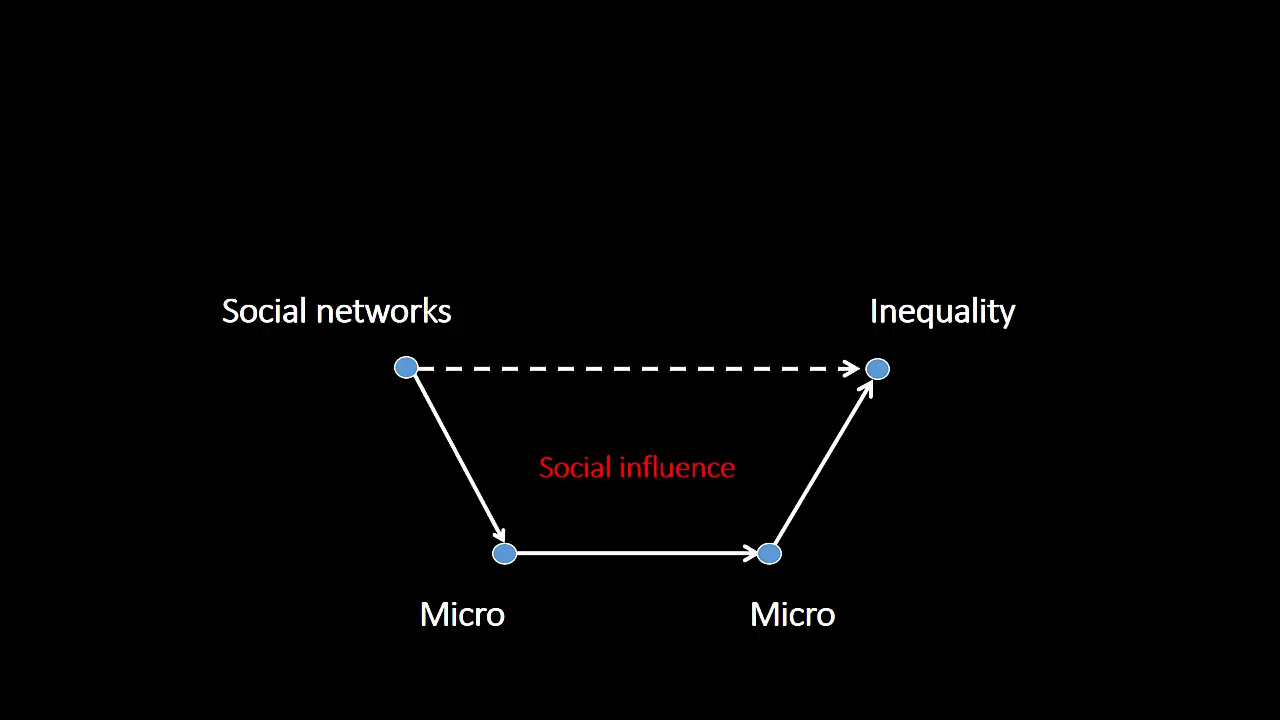 Social networks
Inequality
Social influence
Micro
Micro